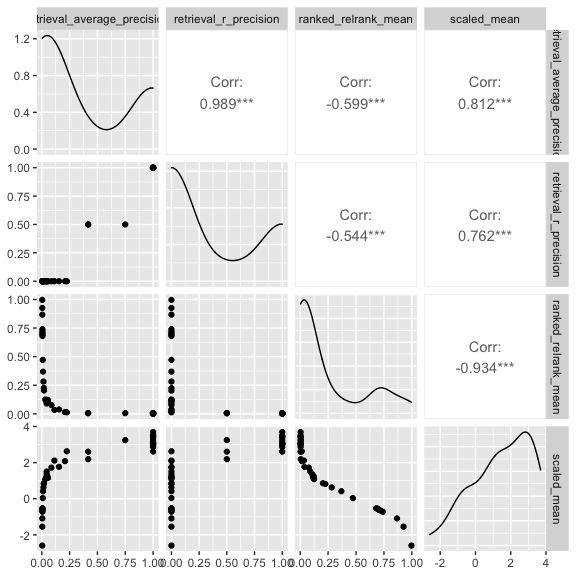 trieval_average_precisic
retrieval_r_precision
ranked_relrank_mean
scaled_mean
1.2
0.8
0.4
0.0
Corr:
0.989***
Corr:
-0.599***
Corr:
0.812***
trieval_average_precision
1.00
0.75
0.50
0.25
0.00
Corr:
-0.544***
Corr:
0.762***
retrieval_r_precision
1.00
0.75
0.50
0.25
0.00
Corr:
-0.934***
ranked_relrank_mean
4
2
0
-2
scaled_mean
0.00 0.25 0.50 0.75 1.00
0.00 0.25 0.50 0.75 1.00
0.00 0.25 0.50 0.75 1.00
-2 0 2 4